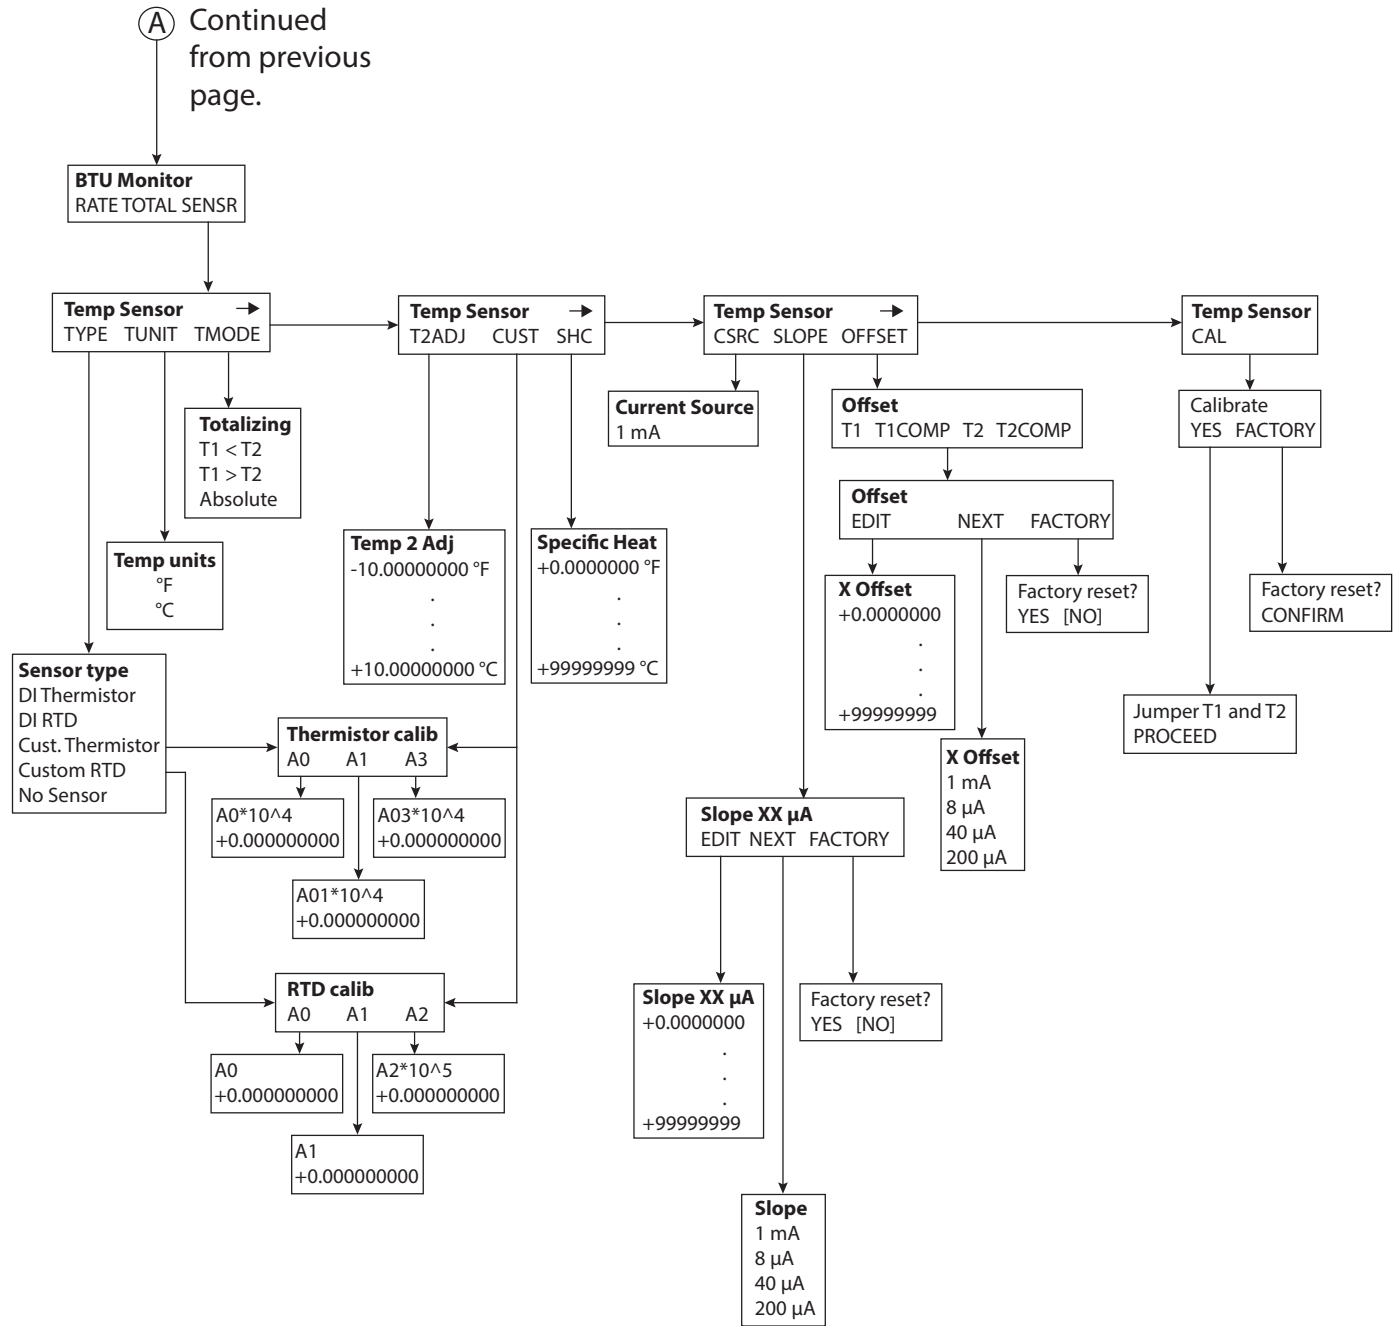 A Continued
from previous
page.
BTU Monitor
RATE TOTAL SENSR
Temp Sensor →
TYPE TUNIT TMODE
Temp Sensor →
T2ADJ CUST SHC
Temp Sensor →
CSRC SLOPE OFFSET
Temp Sensor
CAL
Totalizing
T1 < T2
T1 > T2
Absolute
Temp units
°F
°C
Sensor type
DI Thermistor
DI RTD
Cust. Thermistor
Custom RTD
No Sensor
Thermistor calib
A0 A1 A3
A0*10^4
+0.000000000
A03*10^4
+0.000000000
A01*10^4
+0.000000000
RTD calib
A0 A1 A2
A0
+0.000000000
A2*10^5
+0.000000000
A1
+0.000000000
Temp 2 Adj
-10.00000000 °F
.
.
.
+10.00000000 °C
Specific Heat
+0.0000000 °F
.
.
.
+99999999 °C
Current Source
1 mA
Offset
T1 T1COMP T2 T2COMP
Offset
EDIT NEXT FACTORY
X Offset
+0.0000000
.
.
.
+99999999
Factory reset?
YES [NO]
X Offset
1 mA
8 µA
40 µA
200 µA
Slope XX µA
EDIT NEXT FACTORY
Slope XX µA
+0.0000000
.
.
.
+99999999
Factory reset?
YES [NO]
Slope
1 mA
8 µA
40 µA
200 µA
Calibrate
YES FACTORY
Factory reset?
CONFIRM
Jumper T1 and T2
PROCEED